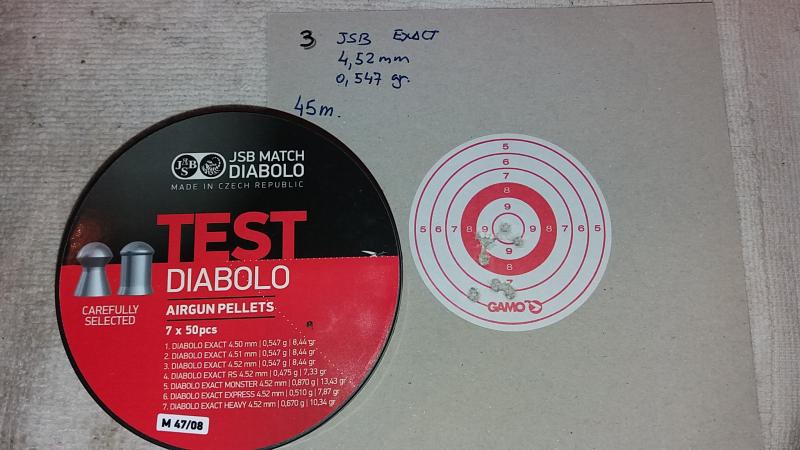 3 JSB EXACT
4,52mm
0,547 gr.
45m.
JSB
JSB MATCH
DIABOLO
MADE IN CZECH REPUBLIC
TEST
DIABOLO
CAREFULLY
SELECTED
AIRGUN PELLETS
7 x 50pcs
1. DIABOLO EXACT 4.50 mm | 0,547 g | 8,44 gr
2. DIABOLO EXACT 4.51 mm | 0,547 g | 8,44 gr
3. DIABOLO EXACT 4.52 mm | 0,547 g | 8,44 gr
4. DIABOLO EXACT RS 4.52 mm | 0,475 g | 7,33 gr
5. DIABOLO EXACT MONSTER 4.52 mm | 0,870 g | 13,43 gr
6. DIABOLO EXACT EXPRESS 4.52 mm | 0,510 g | 7,87 gr
7. DIABOLO EXACT HEAVY 4.52 mm | 0,670 g | 10,34 gr
M 47/08
5
6
7
8
9
5 6 7 8 9 9 8 7 6 5
9
8
7
GAMO